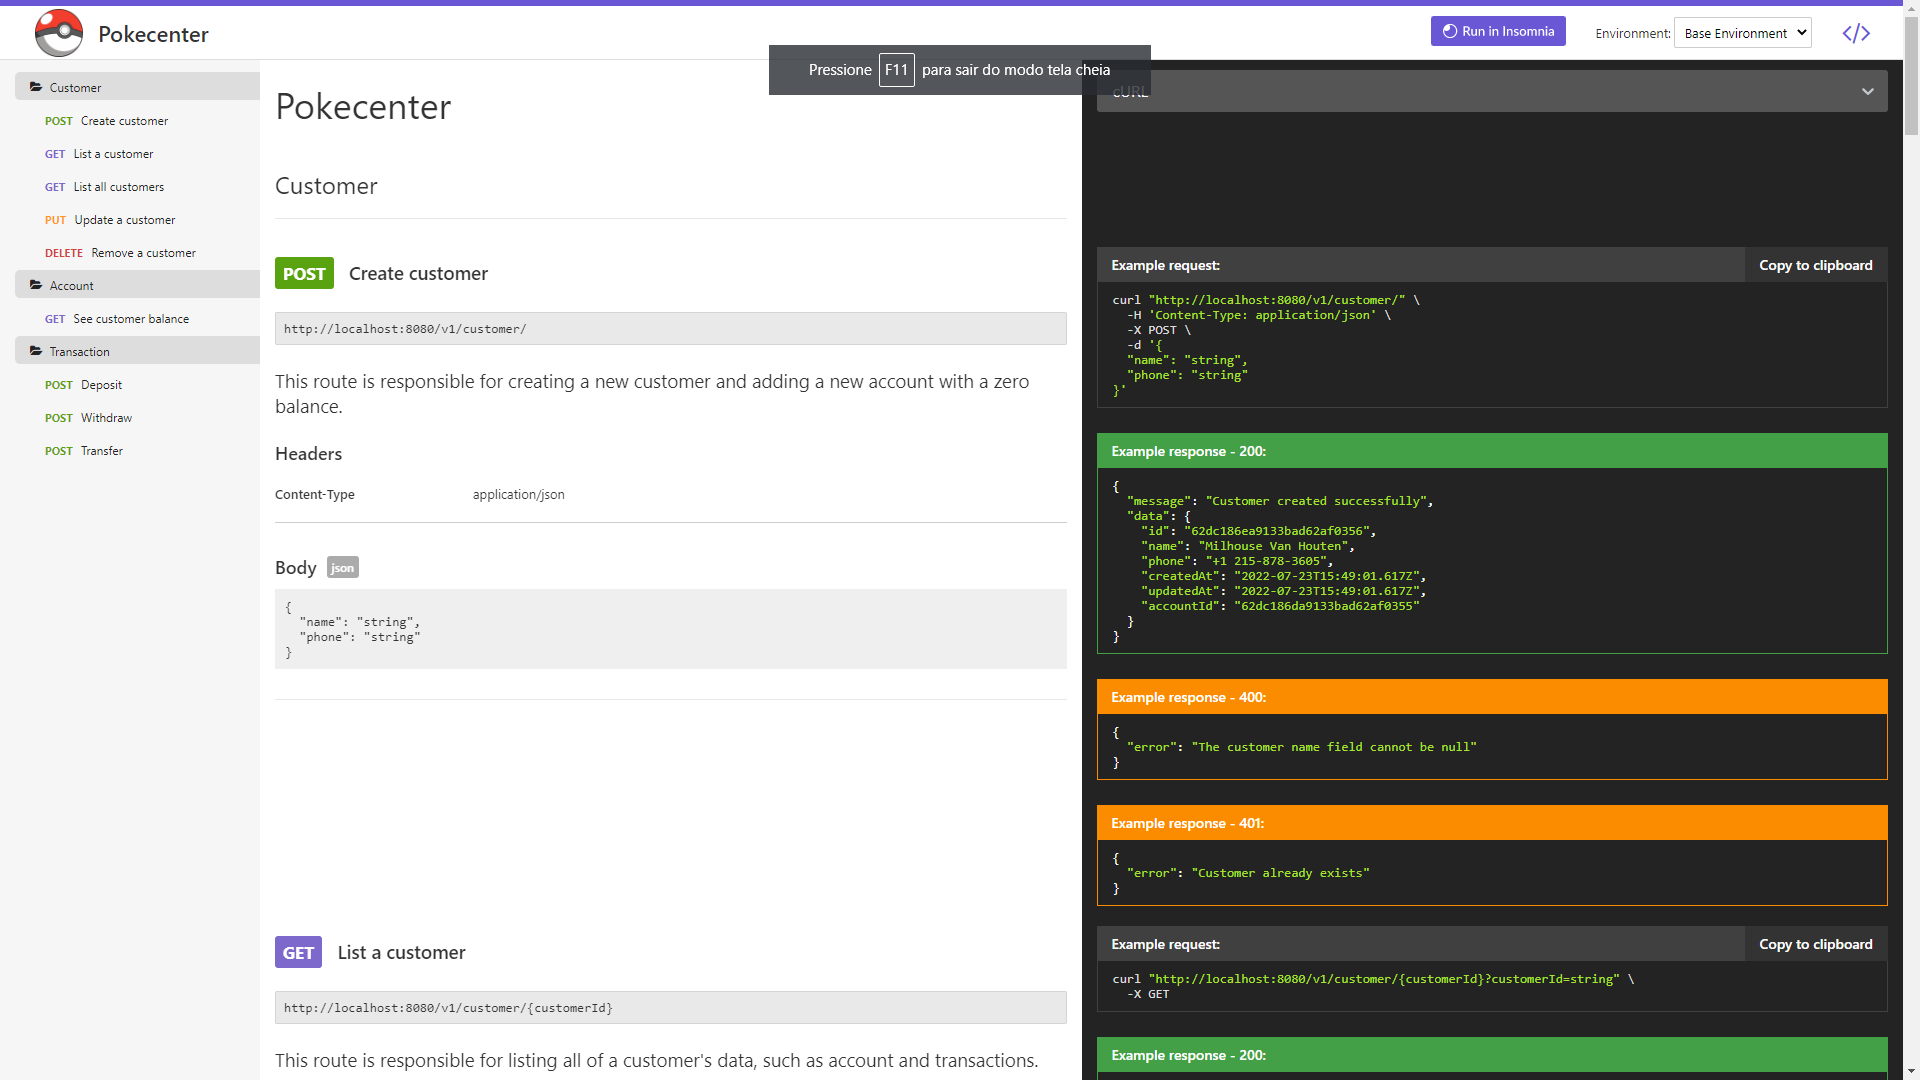 Pokecenter
Run in Insomnia
Environment: Base Environment
</>
Pressione F11 para sair do modo tela cheia
Customer
POST Create customer
GET List a customer
GET List all customers
PUT Update a customer
DELETE Remove a customer
Account
GET See customer balance
Transaction
POST Deposit
POST Withdraw
POST Transfer
Pokecenter
Customer
POST Create customer
http://localhost:8080/v1/customer/
This route is responsible for creating a new customer and adding a new account with a zero
balance.
Headers
Content-Type application/json
Body json
{
"name": "string",
"phone": "string"
}
GET List a customer
http://localhost:8080/v1/customer/{customerId}
This route is responsible for listing all of a customer's data, such as account and transactions.
cURL
Example request: Copy to clipboard
curl "http://localhost:8080/v1/customer/" \
-H 'Content-Type: application/json' \
-X POST \
-d '{
"name": "string",
"phone": "string"
}'
Example response - 200:
{
"message": "Customer created successfully",
"data": {
"id": "62dc186ea9133bad62af0356",
"name": "Milhouse Van Houten",
"phone": "+1 215-878-3605",
"createdAt": "2022-07-23T15:49:01.617Z",
"updatedAt": "2022-07-23T15:49:01.617Z",
"accountId": "62dc186da9133bad62af0355"
}
}
Example response - 400:
{
"error": "The customer name field cannot be null"
}
Example response - 401:
{
"error": "Customer already exists"
}
Example request: Copy to clipboard
curl "http://localhost:8080/v1/customer/{customerId}?customerId=string" \
-X GET
Example response - 200: